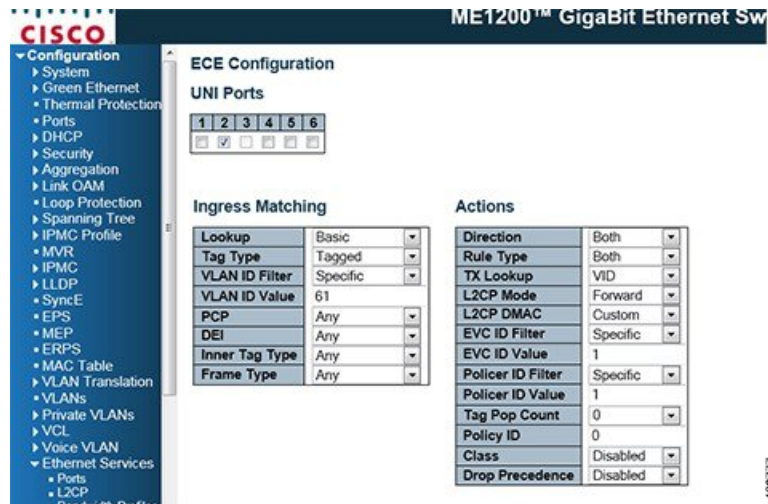 CISCO
ME1200™ GigaBit Ethernet Sw
Configuration
System
Green Ethernet
Thermal Protection
Ports
DHCP
Security
Aggregation
Link OAM
Loop Protection
Spanning Tree
IPMC Profile
MVR
IPMC
LLDP
SyncE
EPS
MEP
ERPS
MAC Table
VLAN Translation
VLANs
Private VLANs
VCL
Voice VLAN
Ethernet Services
Ports
L2CP
ECE Configuration
UNI Ports
1 2 3 4 5 6
Ingress Matching
Lookup Basic
Tag Type Tagged
VLAN ID Filter Specific
VLAN ID Value 61
PCP Any
DEI Any
Inner Tag Type Any
Frame Type Any
Actions
Direction Both
Rule Type Both
TX Lookup VID
L2CP Mode Forward
L2CP DMAC Custom
EVC ID Filter Specific
EVC ID Value 1
Policer ID Filter Specific
Policer ID Value 1
Tag Pop Count 0
Policy ID 0
Class Disabled
Drop Precedence Disabled